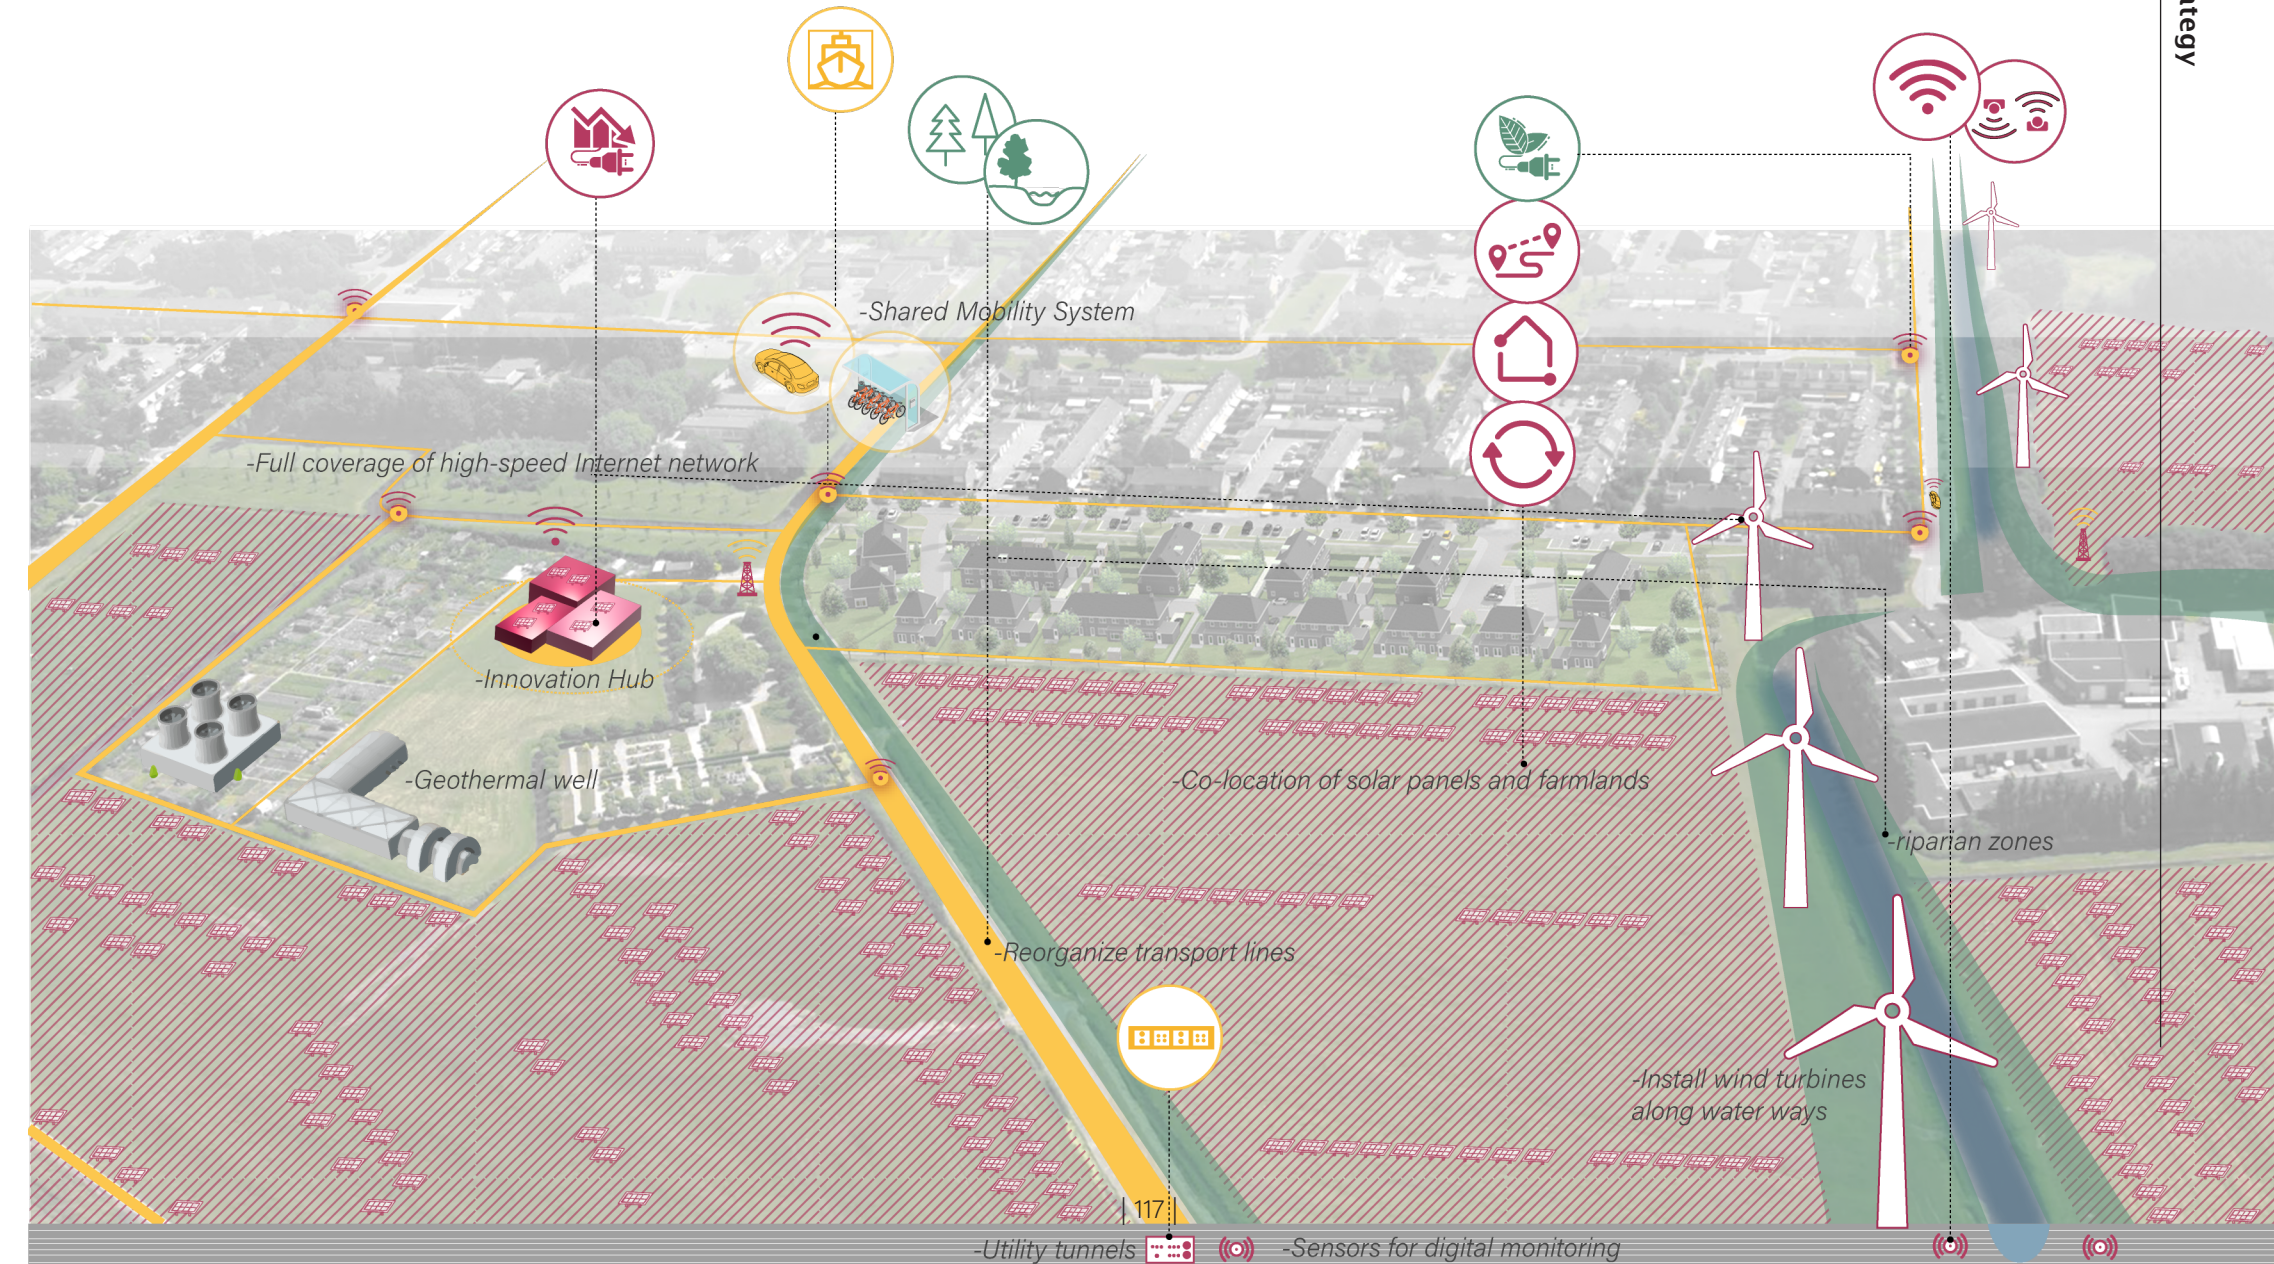 ategy
-Shared Mobility System
-Full coverage of high-speed Internet network
-Innovation Hub
-Geothermal well
-Co-location of solar panels and farmlands
-riparian zones
-Reorganize transport lines
-Install wind turbines
along water ways
| 117 |
-Utility tunnels
-Sensors for digital monitoring